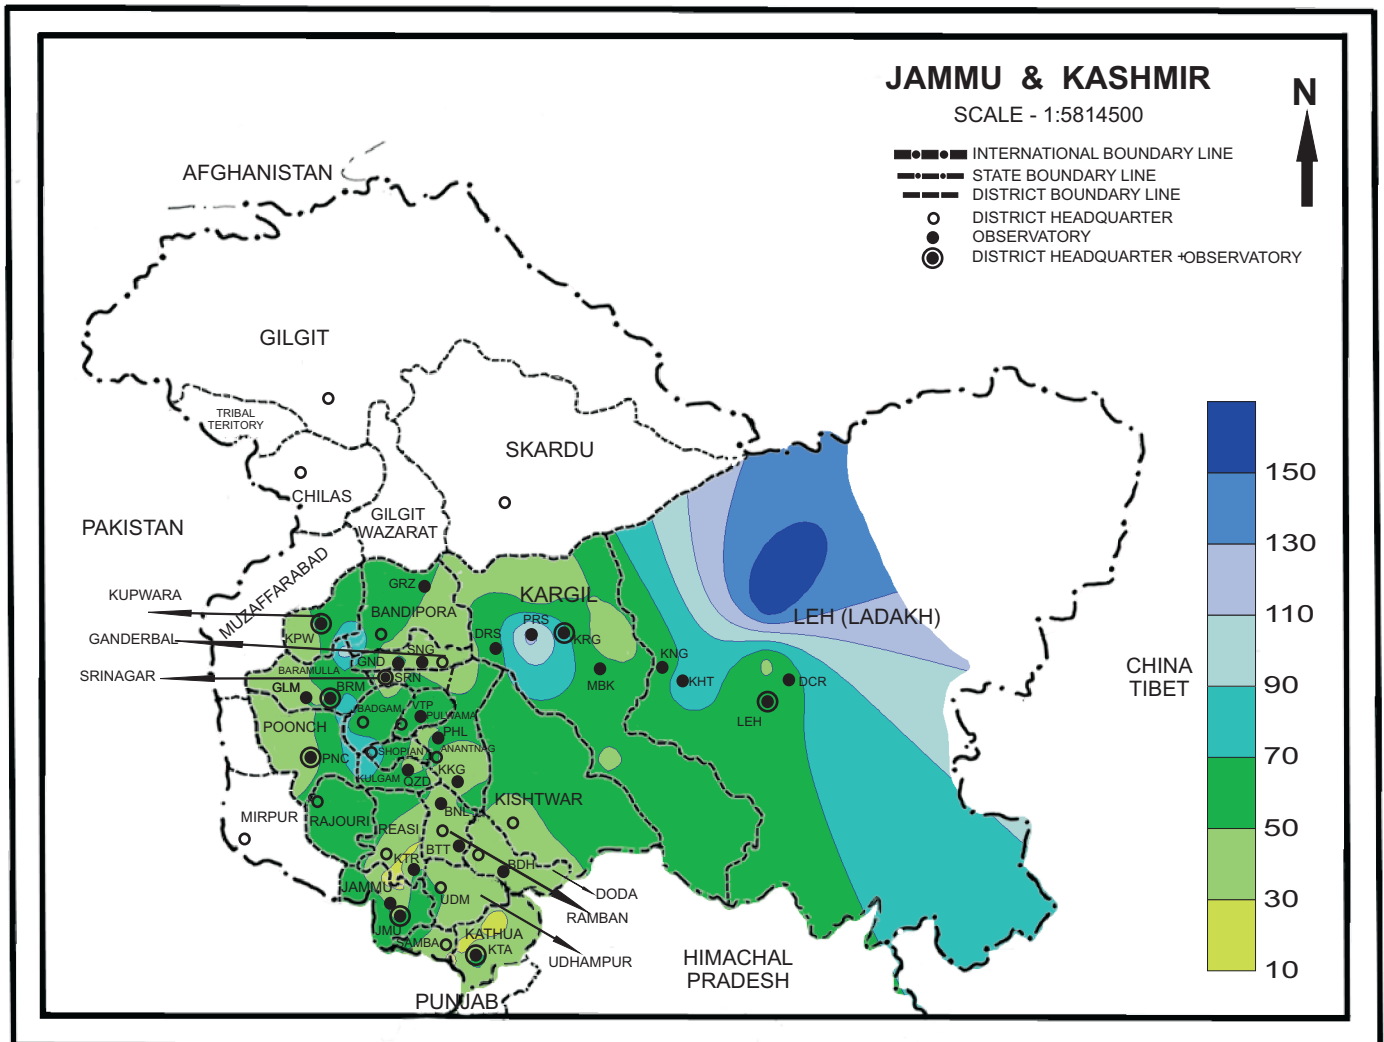 JAMMU & KASHMIR
SCALE - 1:5814500
N
INTERNATIONAL BOUNDARY LINE
STATE BOUNDARY LINE
DISTRICT BOUNDARY LINE
DISTRICT HEADQUARTER
OBSERVATORY
DISTRICT HEADQUARTER +OBSERVATORY
AFGHANISTAN
GILGIT
TRIBAL
TERITORY
SKARDU
CHILAS
GILGIT
WAZARAT
PAKISTAN
MUZAFFARABAD
KUPWARA
GANDERBAL
SRINAGAR
GRZ
BANDIPORA
KARGIL
KPW
DRS
PRS
KRG
LEH (LADAKH)
SNG
GND
KNG
BARAMULLA
SRN
MBK
KHT
DCR
CHINA
TIBET
GLM
BRM
BADGAM
VTP
PULWAMA
LEH
POONCH
PHL
SHOPIAN
ANANTNAG
PNC
KULGAM
QZD
KKG
KISHTWAR
MIRPUR
RAJOURI
REASI
BNL
BTT
KTR
BDH
JAMMU
UDM
DODA
RAMBAN
JMU
SAMBA
KATHUA
KTA
UDHAMPUR
HIMACHAL
PRADESH
PUNJAB
150
130
110
90
70
50
30
10